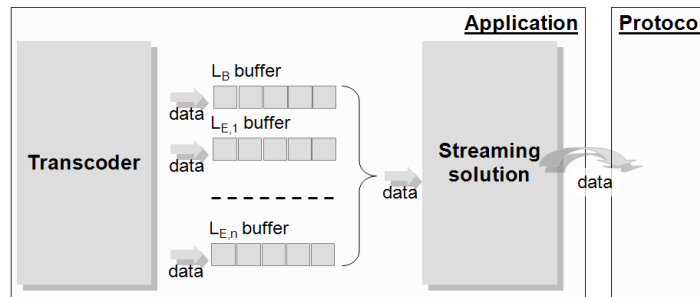 Application
Protoco
L_B buffer
data
L_E,1 buffer
data
Transcoder
Streaming
solution
data
data
L_E,n buffer
data